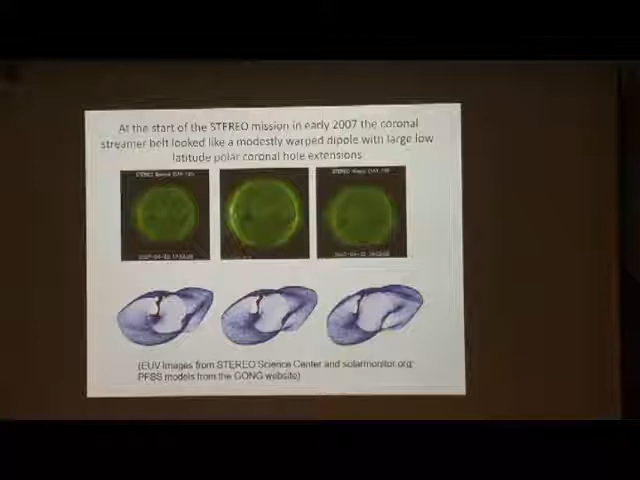 At the start of the STEREO mission in early 2007 the coronal
streamer belt looked like a modestly warped dipole with large low
latitude polar coronal hole extensions
(EUV Images from STEREO Science Center and solarmonitor.org;
PFSS models from the GONG website)